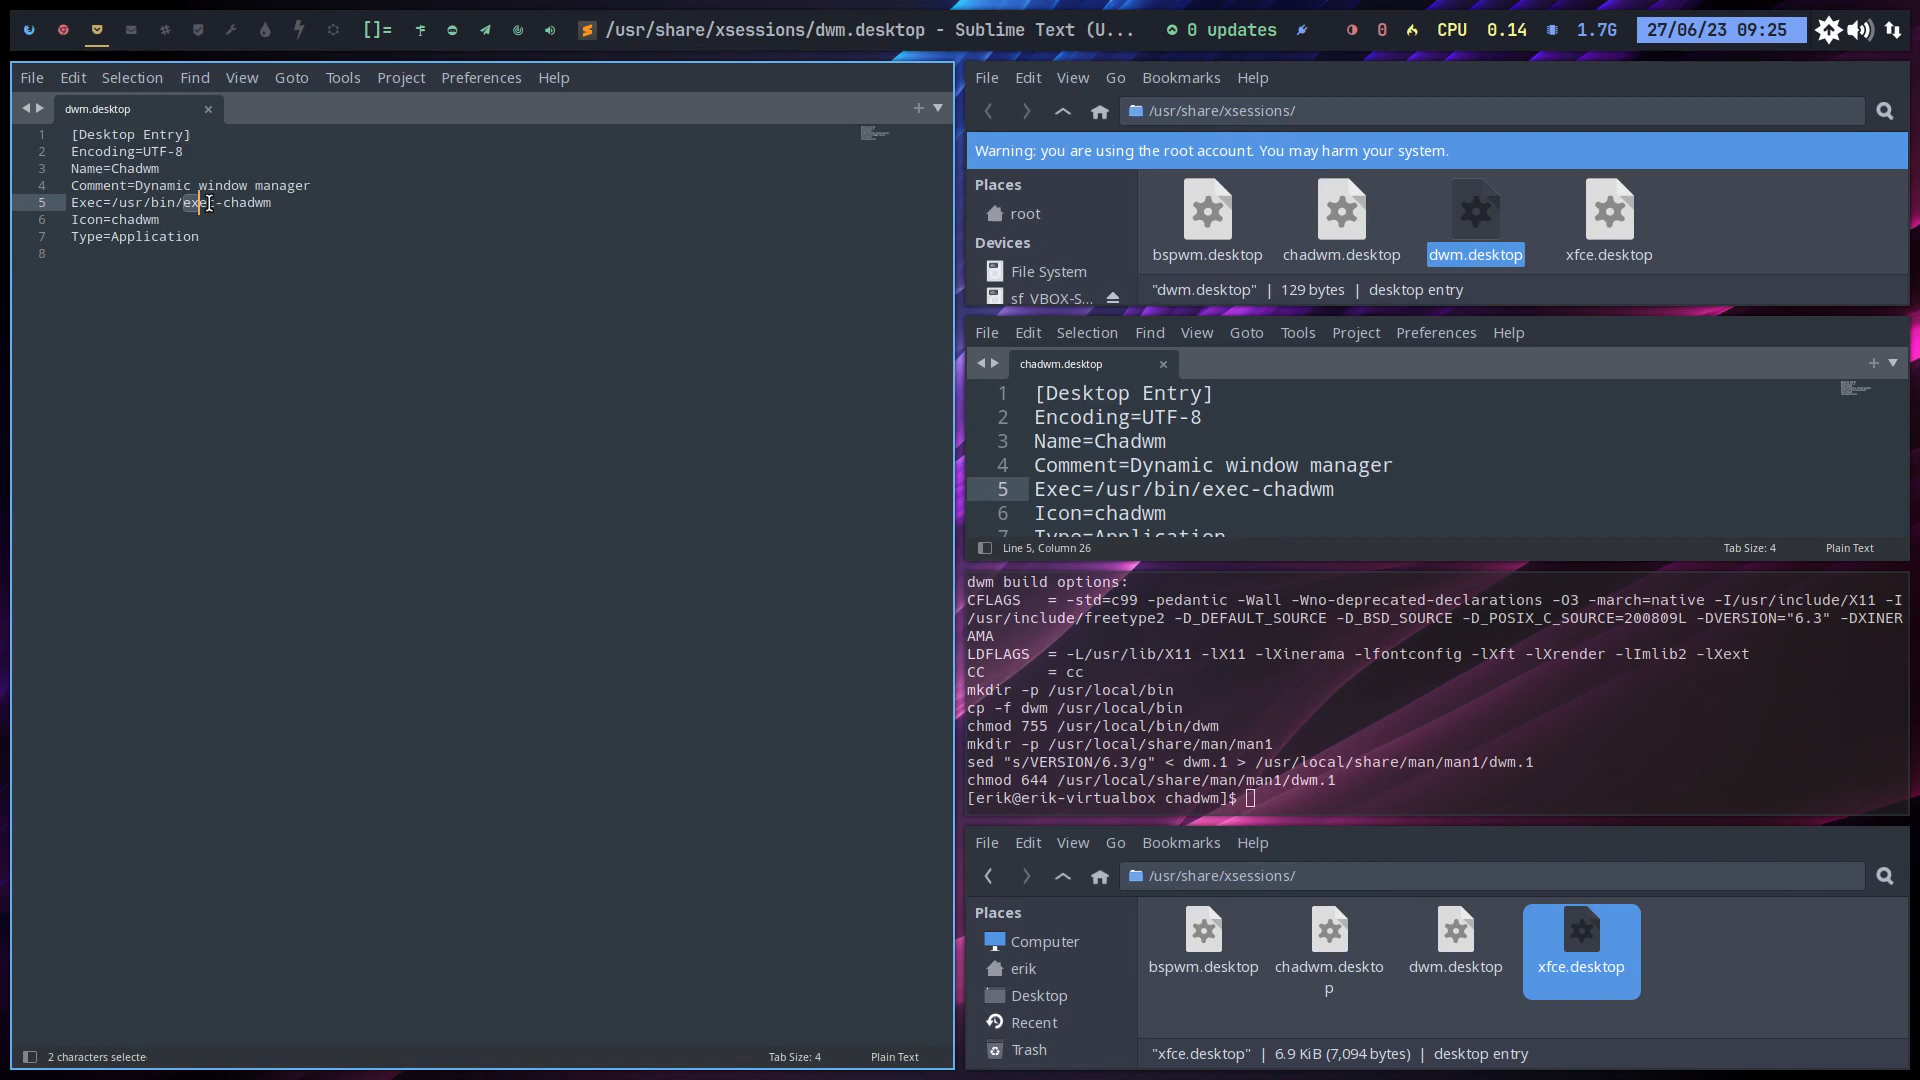 []=
/usr/share/xsessions/dwm.desktop - Sublime Text (U...
0 updates
0
CPU 0.14
1.7G
27/06/23 09:25
File Edit Selection Find View Goto Tools Project Preferences Help
dwm.desktop
1 [Desktop Entry]
2 Encoding=UTF-8
3 Name=Chadwm
4 Comment=Dynamic window manager
5 Exec=/usr/bin/exec-chadwm
6 Icon=chadwm
7 Type=Application
8
2 characters selecte
Tab Size: 4
Plain Text
File Edit View Go Bookmarks Help
/usr/share/xsessions/
Warning: you are using the root account. You may harm your system.
Places
root
Devices
File System
sf_VBOX-S...
bspwm.desktop
chadwm.desktop
dwm.desktop
xfce.desktop
"dwm.desktop" | 129 bytes | desktop entry
File Edit Selection Find View Goto Tools Project Preferences Help
chadwm.desktop
1 [Desktop Entry]
2 Encoding=UTF-8
3 Name=Chadwm
4 Comment=Dynamic window manager
5 Exec=/usr/bin/exec-chadwm
6 Icon=chadwm
7 Type=Application
Line 5, Column 26
Tab Size: 4
Plain Text
dwm build options:
CFLAGS   = -std=c99 -pedantic -Wall -Wno-deprecated-declarations -O3 -march=native -I/usr/include/X11 -I
/usr/include/freetype2 -D_DEFAULT_SOURCE -D_BSD_SOURCE -D_POSIX_C_SOURCE=200809L -DVERSION="6.3" -DXINER
AMA
LDFLAGS  = -L/usr/lib/X11 -lX11 -lXinerama -lfontconfig -lXft -lXrender -lImlib2 -lXext
CC       = cc
mkdir -p /usr/local/bin
cp -f dwm /usr/local/bin
chmod 755 /usr/local/bin/dwm
mkdir -p /usr/local/share/man/man1
sed "s/VERSION/6.3/g" < dwm.1 > /usr/local/share/man/man1/dwm.1
chmod 644 /usr/local/share/man/man1/dwm.1
[erik@erik-virtualbox chadwm]$
File Edit View Go Bookmarks Help
/usr/share/xsessions/
Places
Computer
erik
Desktop
Recent
Trash
bspwm.desktop
chadwm.deskto
p
dwm.desktop
xfce.desktop
"xfce.desktop" | 6.9 KiB (7,094 bytes) | desktop entry